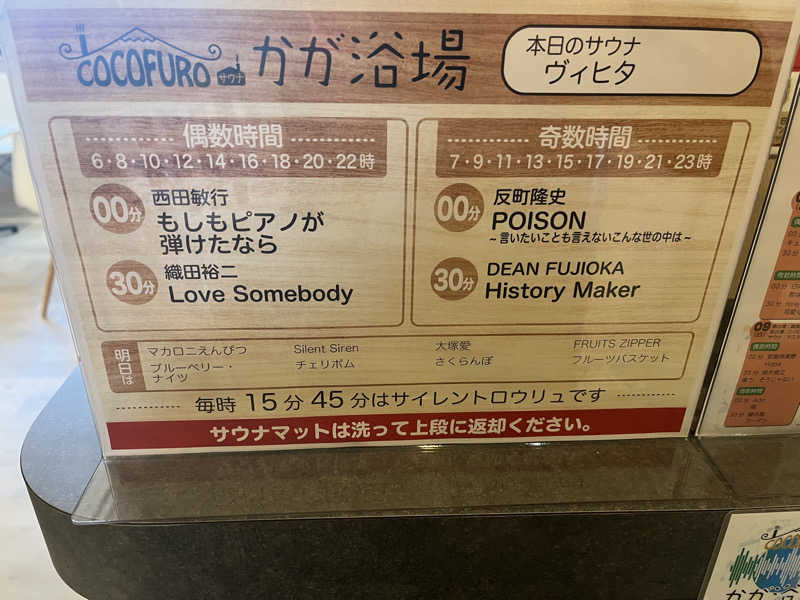 COCOFURO サウナ かが浴場
本日のサウナ
ヴィヒタ
偶数時間
6・8・10・12・14・16・18・20・22時
00分
西田敏行
もしもピアノが
弾けたなら
30分
織田裕二
Love Somebody
奇数時間
7・9・11・13・15・17・19・21・23時
00分
反町隆史
POISON
~言いたいことも言えないこんな世の中は~
30分
DEAN FUJIOKA
History Maker
明日は
マカロニえんぴつ
ブルーベリー・
ナイツ
Silent Siren
チェリボム
大塚愛
さくらんぼ
FRUITS ZIPPER
フルーツバスケット
毎時 15分 45分はサイレントロウリュです
サウナマットは洗って上段に返却ください。